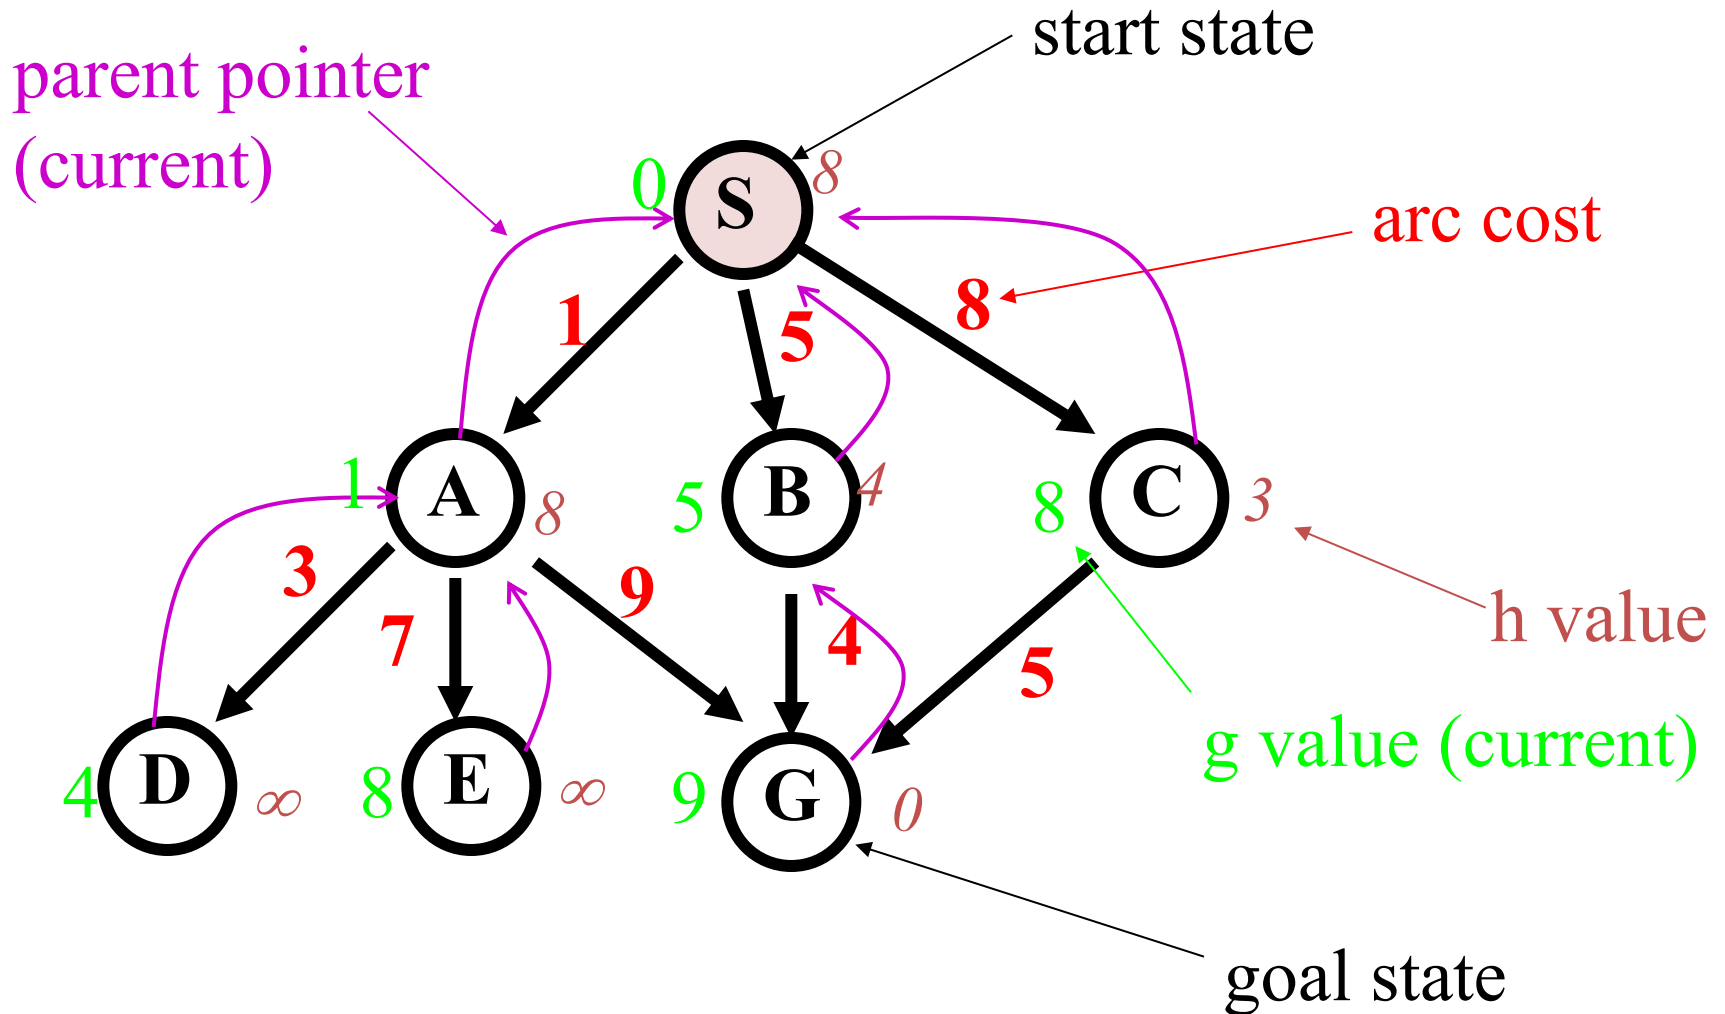 start state
parent pointer
(current)
0 S 8
arc cost
1 5 8
1 A 8 5 B 4 8 C 3
3 7 9 4 5
h value
g value (current)
4 D ∞ 8 E ∞ 9 G 0
goal state